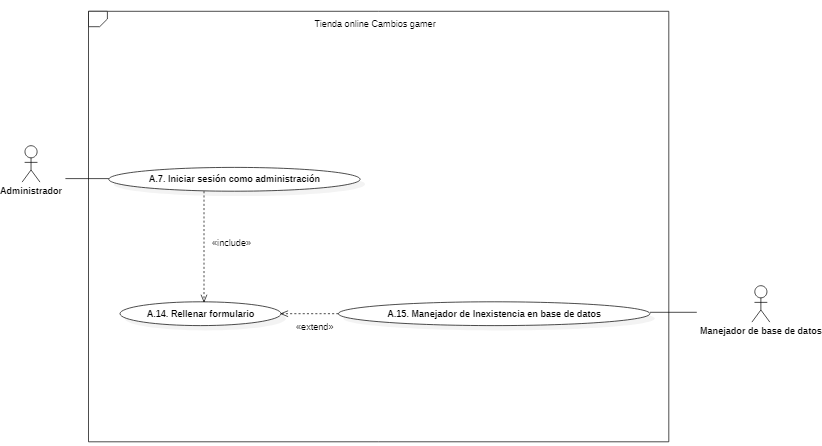 Tienda online Cambios gamer
Administrador
A.7. Iniciar sesión como administración
«include»
A.14. Rellenar formulario
A.15. Manejador de Inexistencia en base de datos
«extend»
Manejador de base de datos